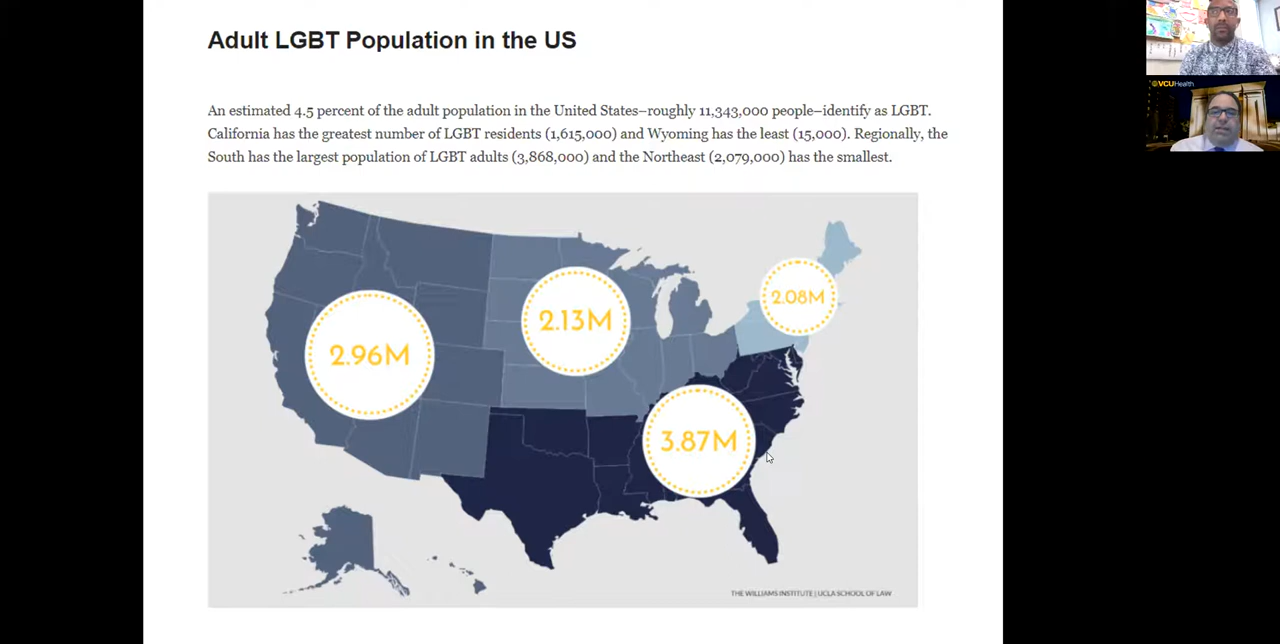 Adult LGBT Population in the US
An estimated 4.5 percent of the adult population in the United States–roughly 11,343,000 people–identify as LGBT.
California has the greatest number of LGBT residents (1,615,000) and Wyoming has the least (15,000). Regionally, the
South has the largest population of LGBT adults (3,868,000) and the Northeast (2,079,000) has the smallest.
2.08M
2.13M
2.96M
3.87M
THE WILLIAMS INSTITUTE | UCLA SCHOOL OF LAW
VCUHealth